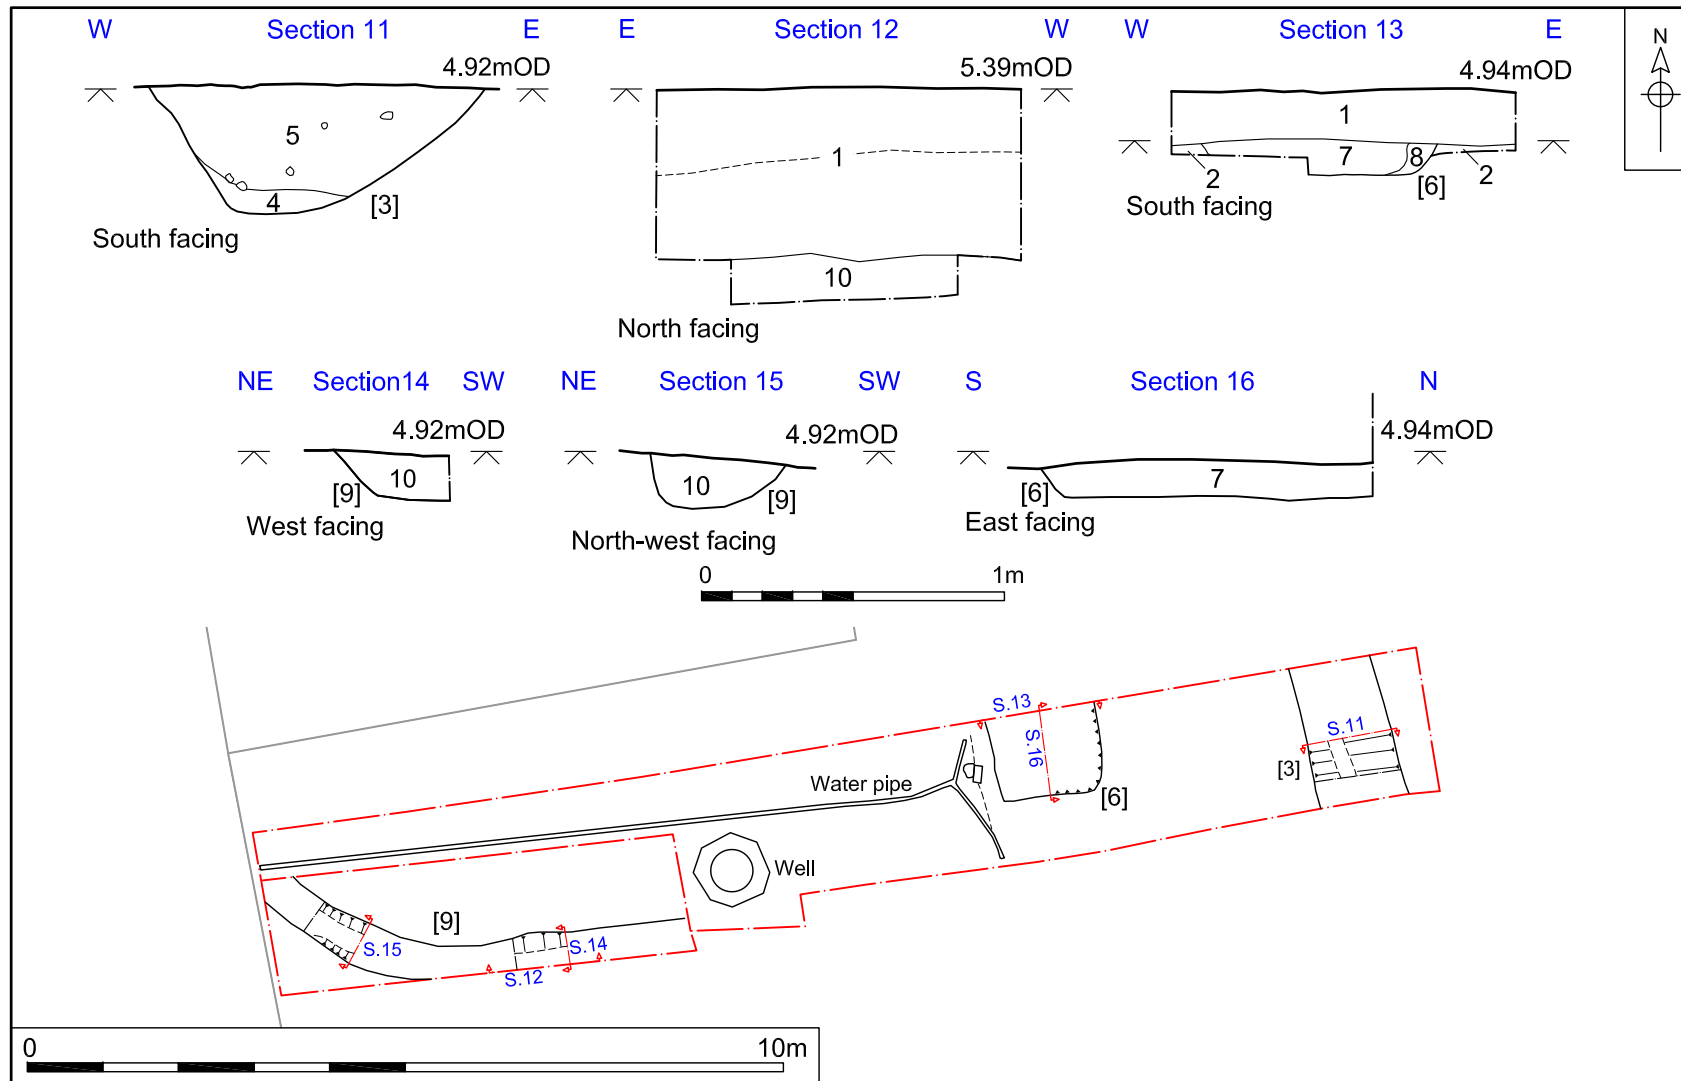 W Section 11 E E Section 12 W W Section 13 E
N
4.92mOD 5.39mOD 4.94mOD
5
1
1
7 8
2 2
4 [3] [6]
South facing
South facing
10
North facing
NE Section14 SW NE Section 15 SW S Section 16 N
4.92mOD 4.92mOD 4.94mOD
10 10 7
[9] [9] [6]
West facing
North-west facing
East facing
0 1m
S.13
S.16
S.11
[3]
[6]
Water pipe
Well
[9]
S.15
S.14
S.12
0 10m